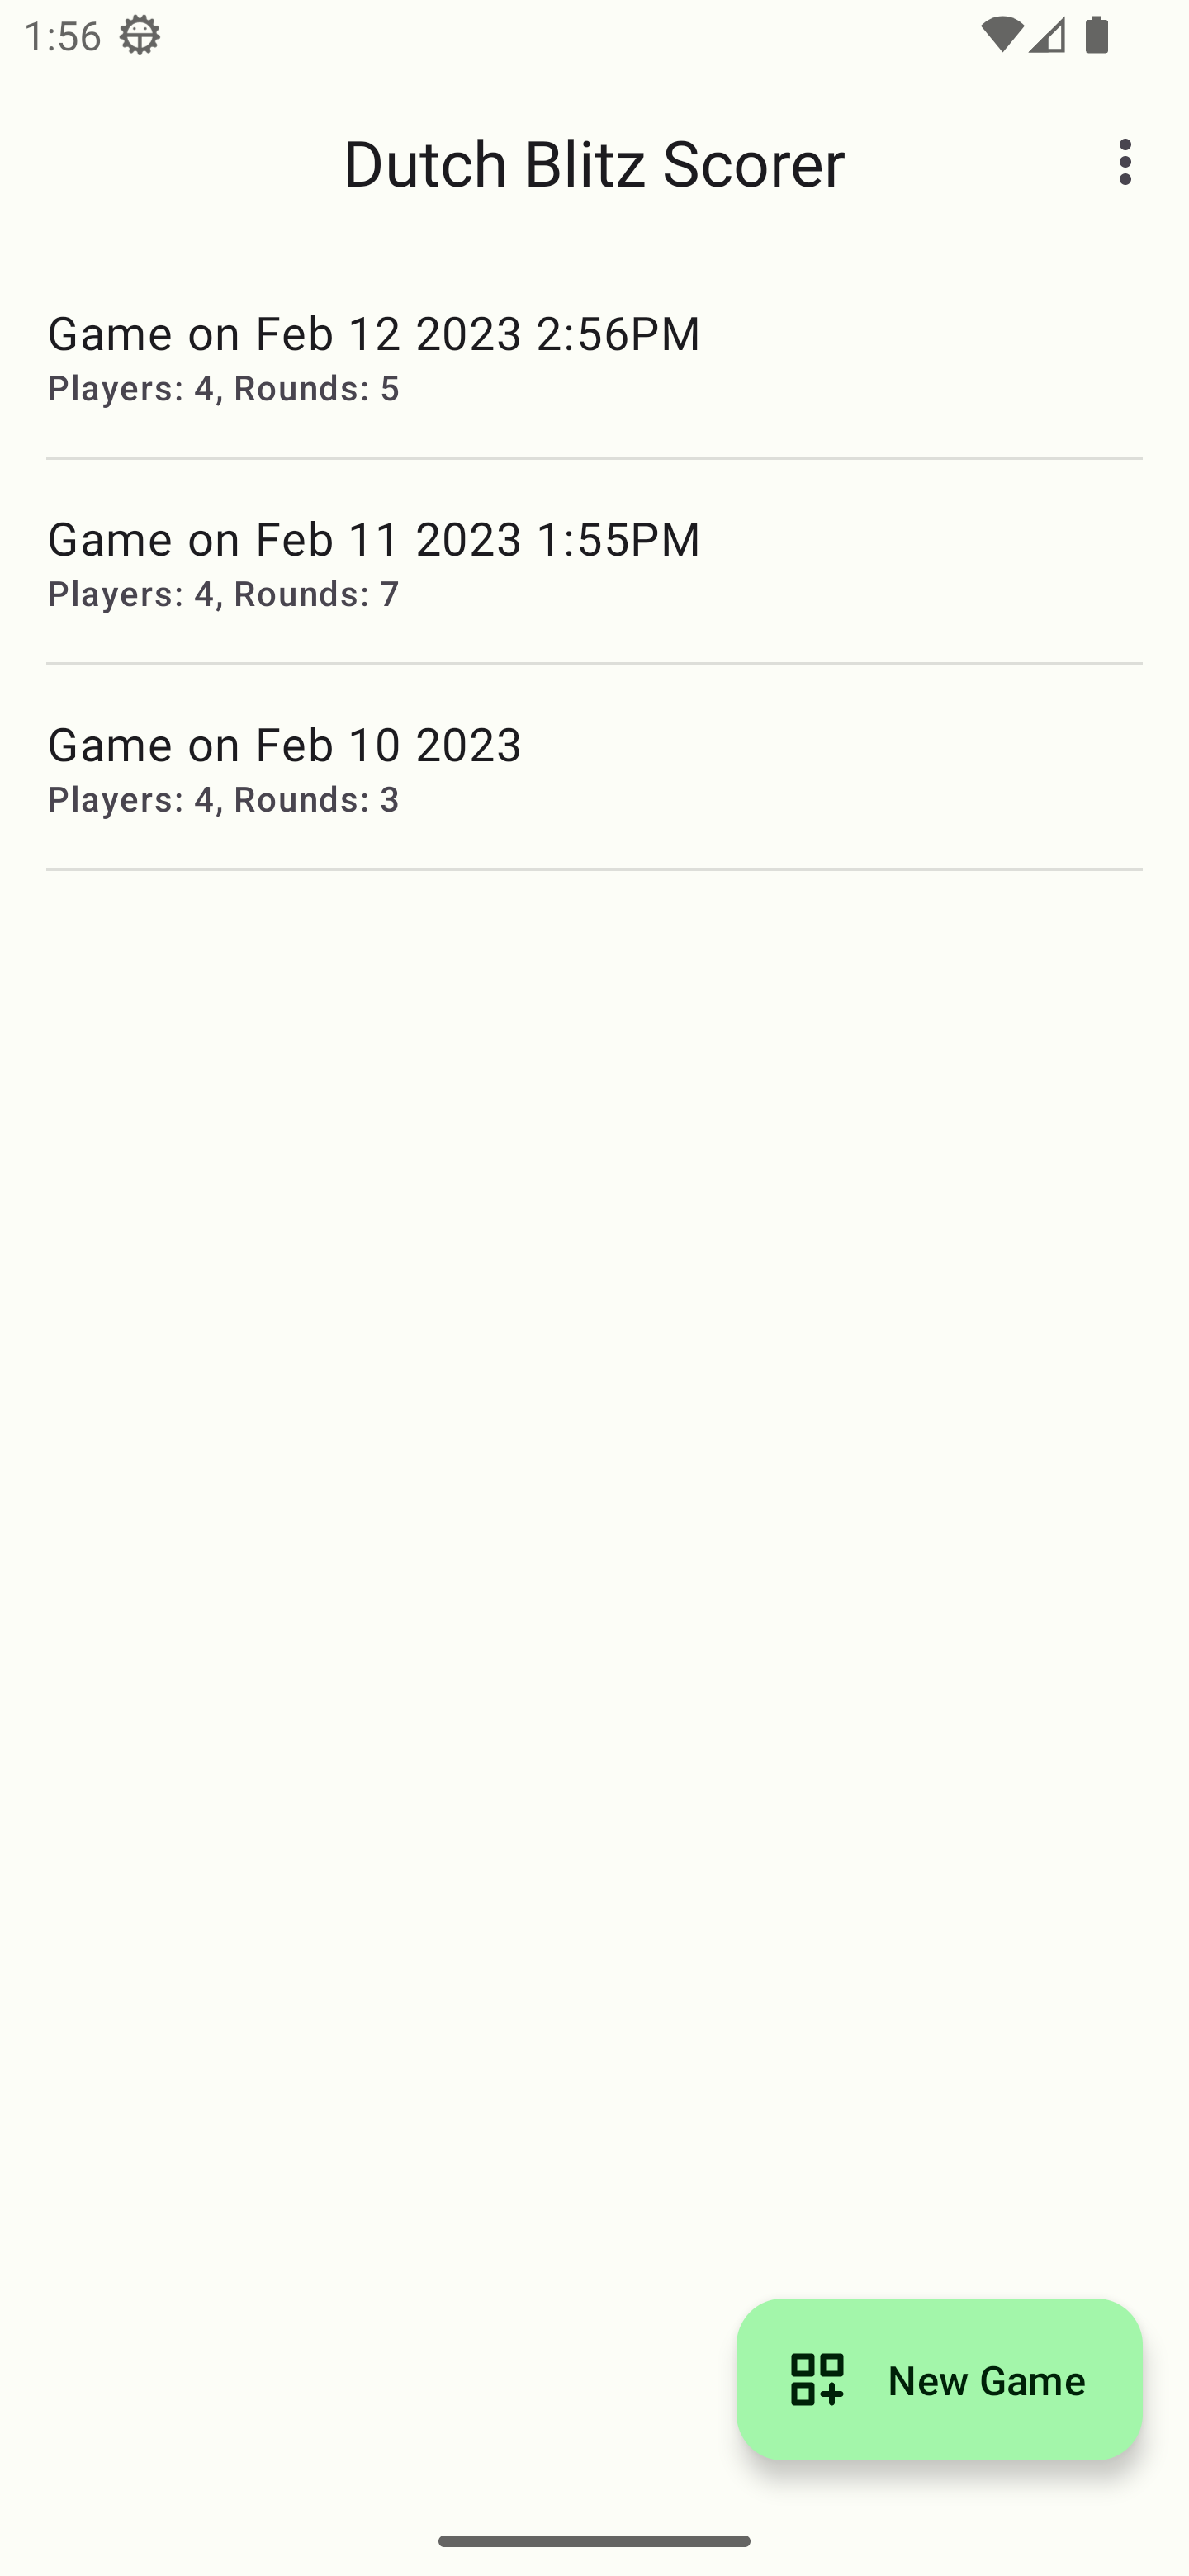 1:56
Dutch Blitz Scorer
Game on Feb 12 2023 2:56PM
Players: 4, Rounds: 5
Game on Feb 11 2023 1:55PM
Players: 4, Rounds: 7
Game on Feb 10 2023
Players: 4, Rounds: 3
New Game